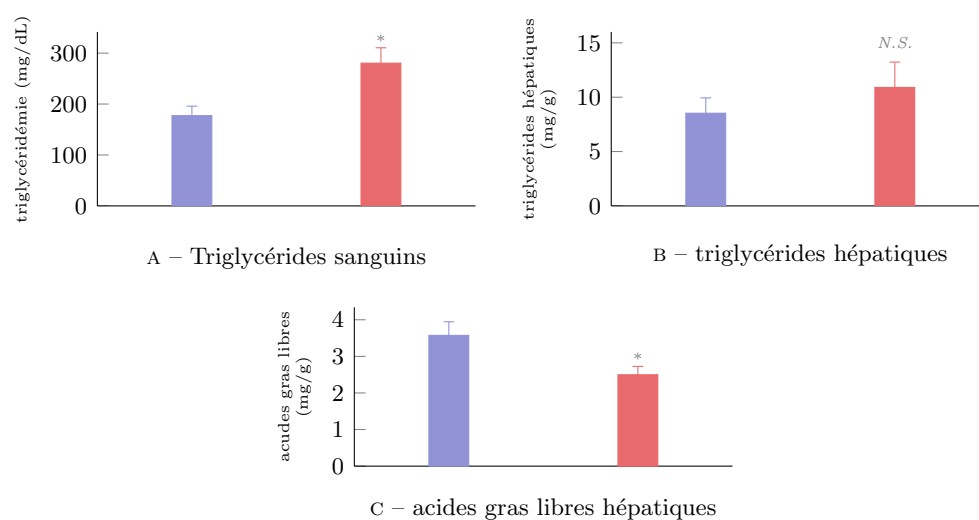 triglycéridémie (mg/dL)
300
200
100
0
*
A – Triglycérides sanguins
triglycérides hépatiques
(mg/g)
15
10
5
0
N.S.
B – triglycérides hépatiques
acudes gras libres
(mg/g)
4
3
2
1
0
*
C – acides gras libres hépatiques